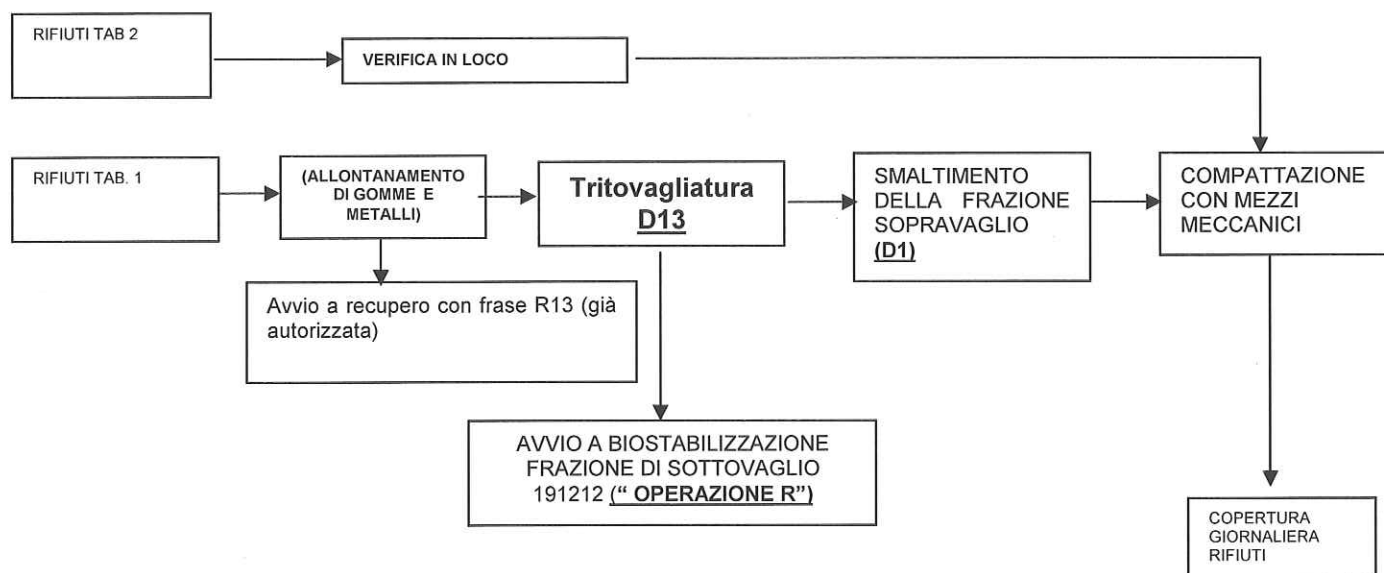 RIFIUTI TAB 2
VERIFICA IN LOCO
RIFIUTI TAB. 1
(ALLONTANAMENTO
DI GOMME E
METALLI)
Tritovagliatura
D13
SMALTIMENTO
DELLA FRAZIONE
SOPRAVAGLIO
(D1)
COMPATTAZIONE
CON MEZZI
MECCANICI
Avvio a recupero con frase R13 (già
autorizzata)
AVVIO A BIOSTABILIZZAZIONE
FRAZIONE DI SOTTOVAGLIO
191212 (“ OPERAZIONE R”)
COPERTURA
GIORNALIERA
RIFIUTI